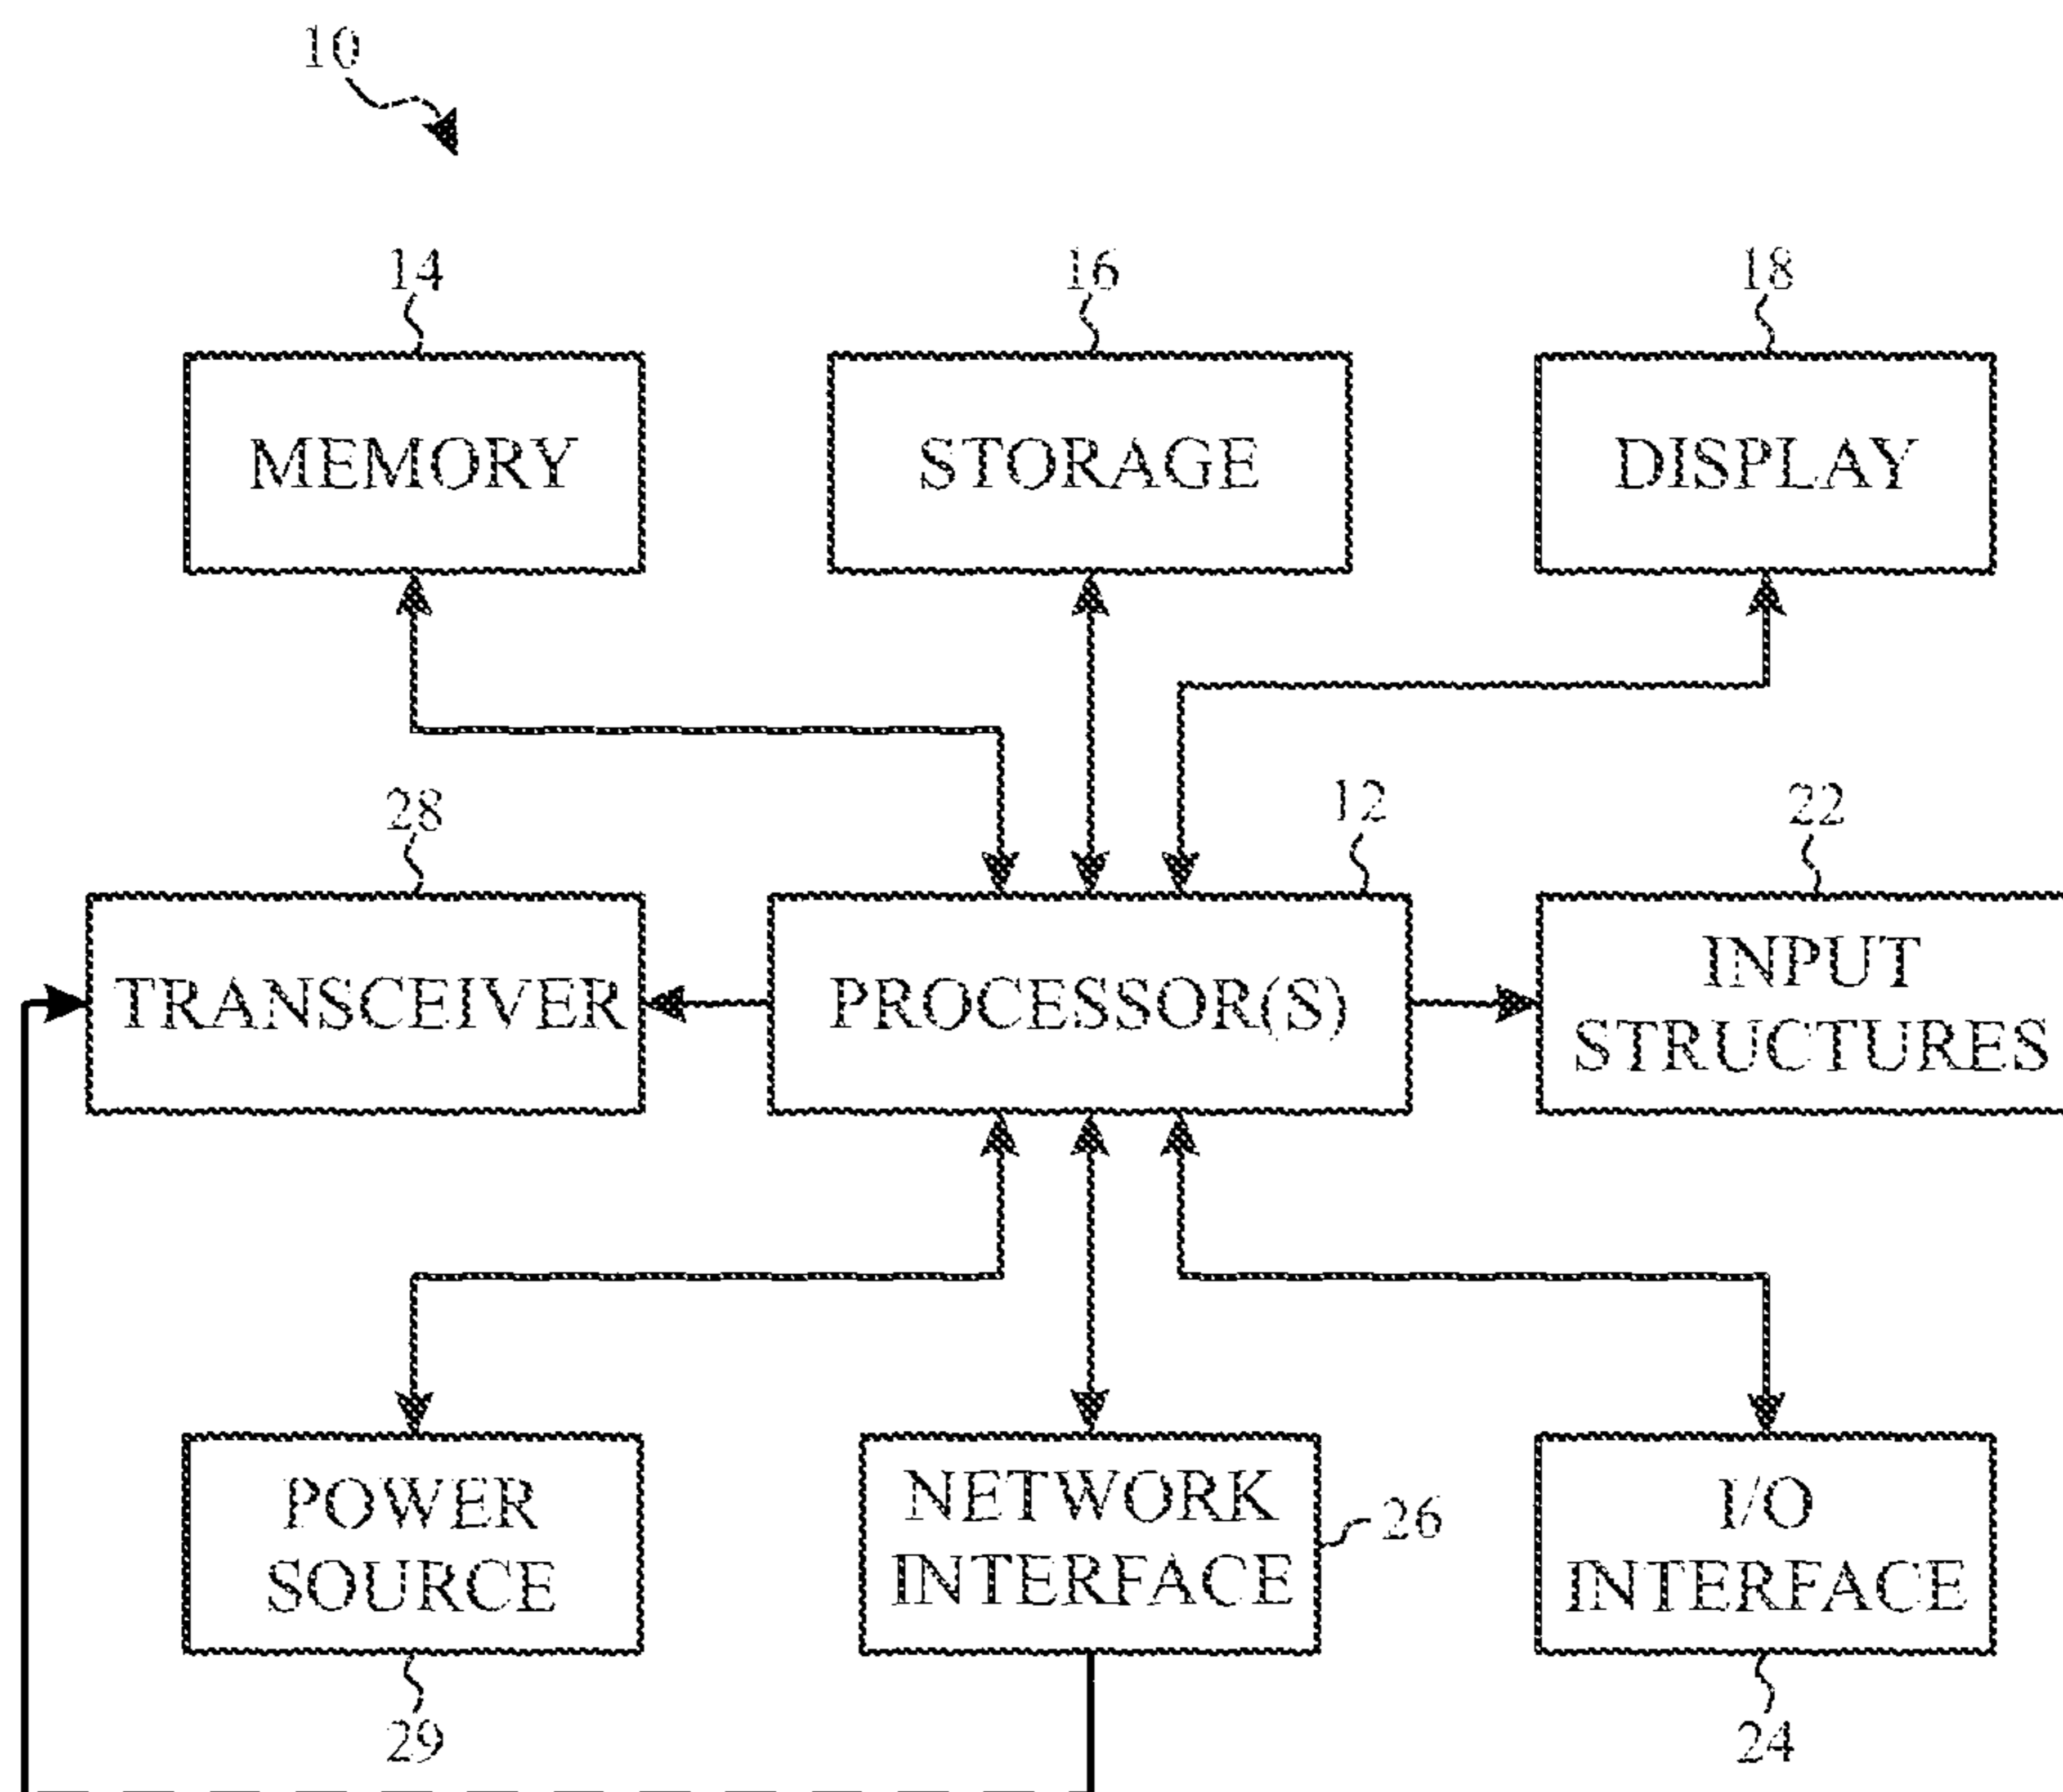 10
14
16
18
MEMORY
STORAGE
DISPLAY
28
12
22
TRANSCEIVER
PROCESSOR(S)
INPUT
STRUCTURES
POWER
SOURCE
NETWORK
INTERFACE
26
I/O
INTERFACE
29
24